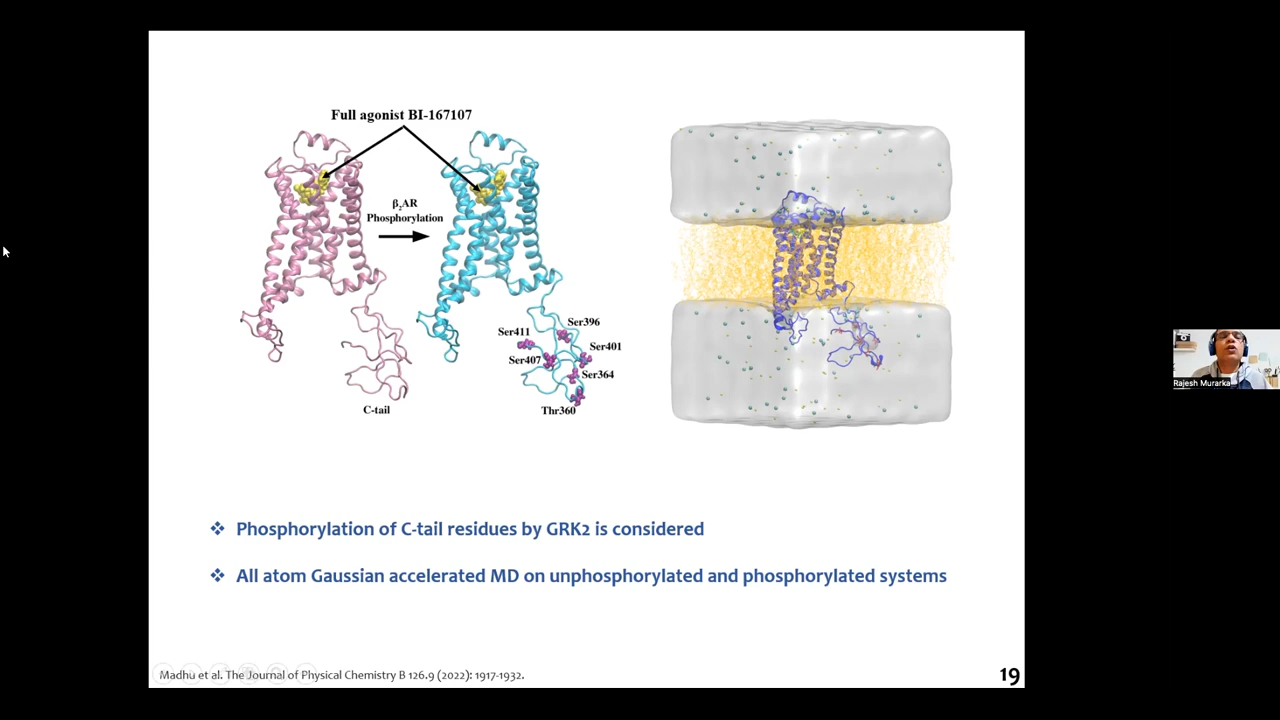 Full agonist BI-167107
β₂AR
Phosphorylation
Ser396
Ser411
Ser401
Ser407
Ser364
C-tail
Thr360
❖ Phosphorylation of C-tail residues by GRK2 is considered
❖ All atom Gaussian accelerated MD on unphosphorylated and phosphorylated systems
Madhu et al. The Journal of Physical Chemistry B 126.9 (2022): 1917-1932.
19
Rajesh Murarka